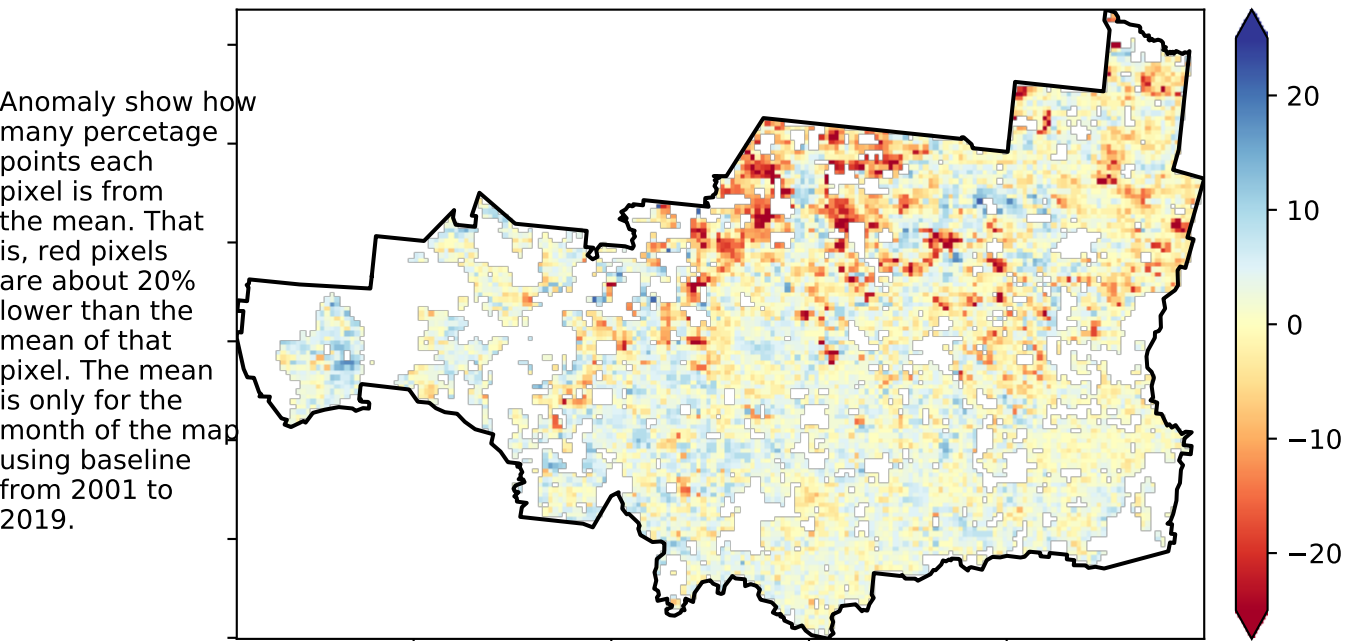 Anomaly show how
many percetage
points each
pixel is from
the mean. That
is, red pixels
are about 20%
lower than the
mean of that
pixel. The mean
is only for the
month of the map
using baseline
from 2001 to
2019.
20
10
0
−10
−20